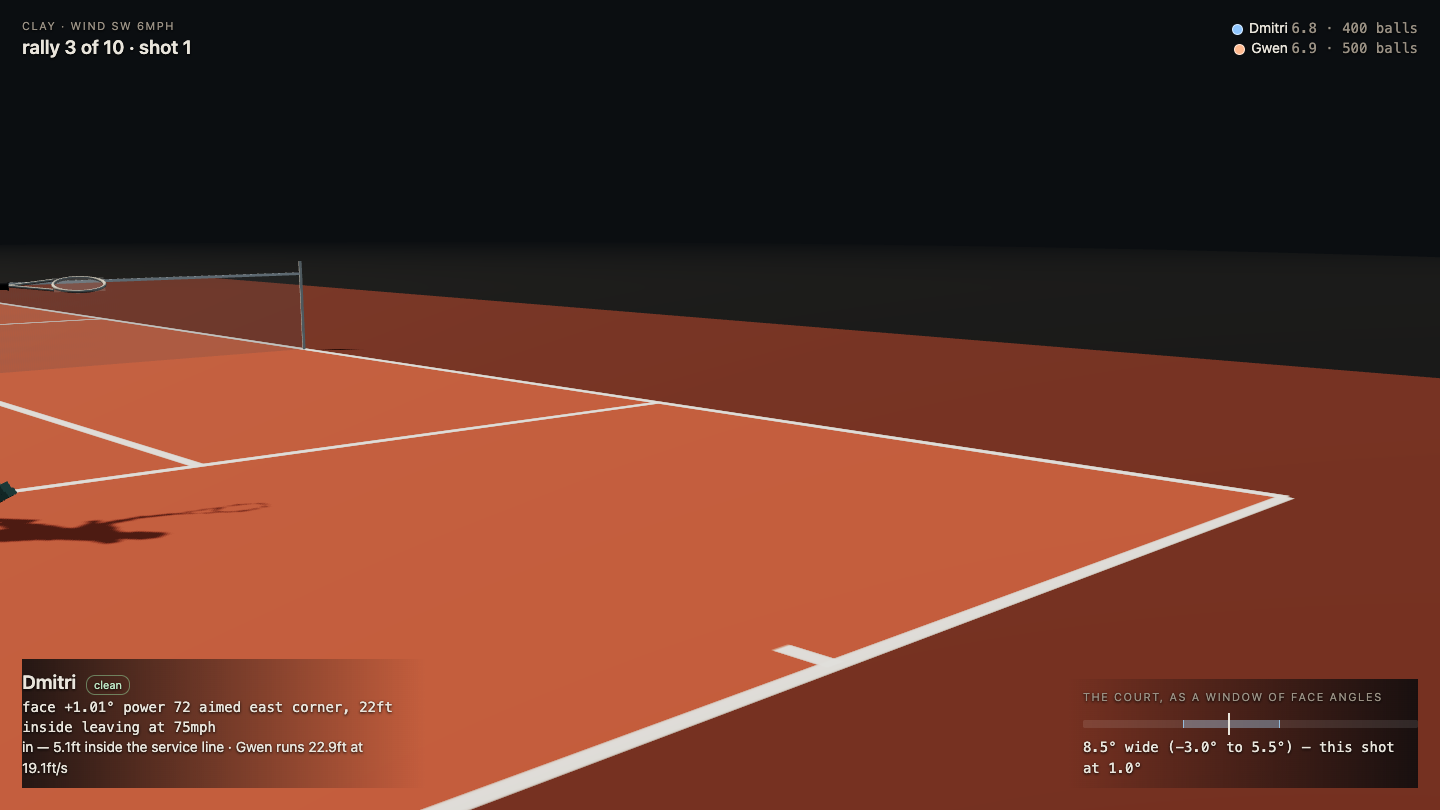 CLAY · WIND SW 6MPH
rally 3 of 10 · shot 1
Dmitri 6.8 · 400 balls
Gwen 6.9 · 500 balls
Dmitri clean
face +1.01° power 72 aimed east corner, 22ft
inside leaving at 75mph
in — 5.1ft inside the service line · Gwen runs 22.9ft at
19.1ft/s
THE COURT, AS A WINDOW OF FACE ANGLES
8.5° wide (−3.0° to 5.5°) — this shot
at 1.0°